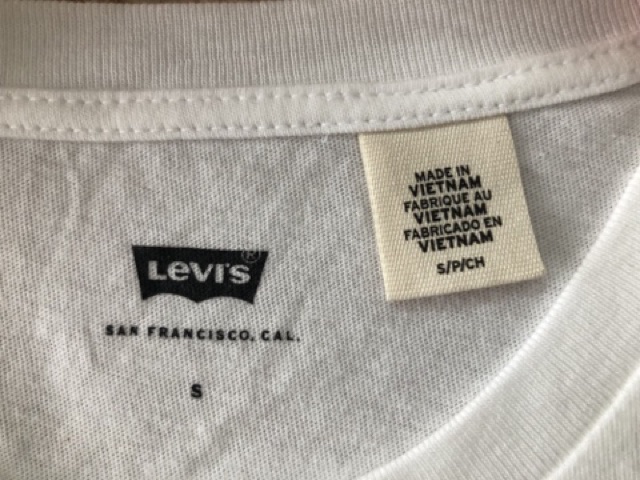 MADE IN
VIETNAM
FABRIQUE AU
VIETNAM
FABRICADO EN
VIETNAM
S/P/CH
Levi's®
SAN FRANCISCO, CAL.
S